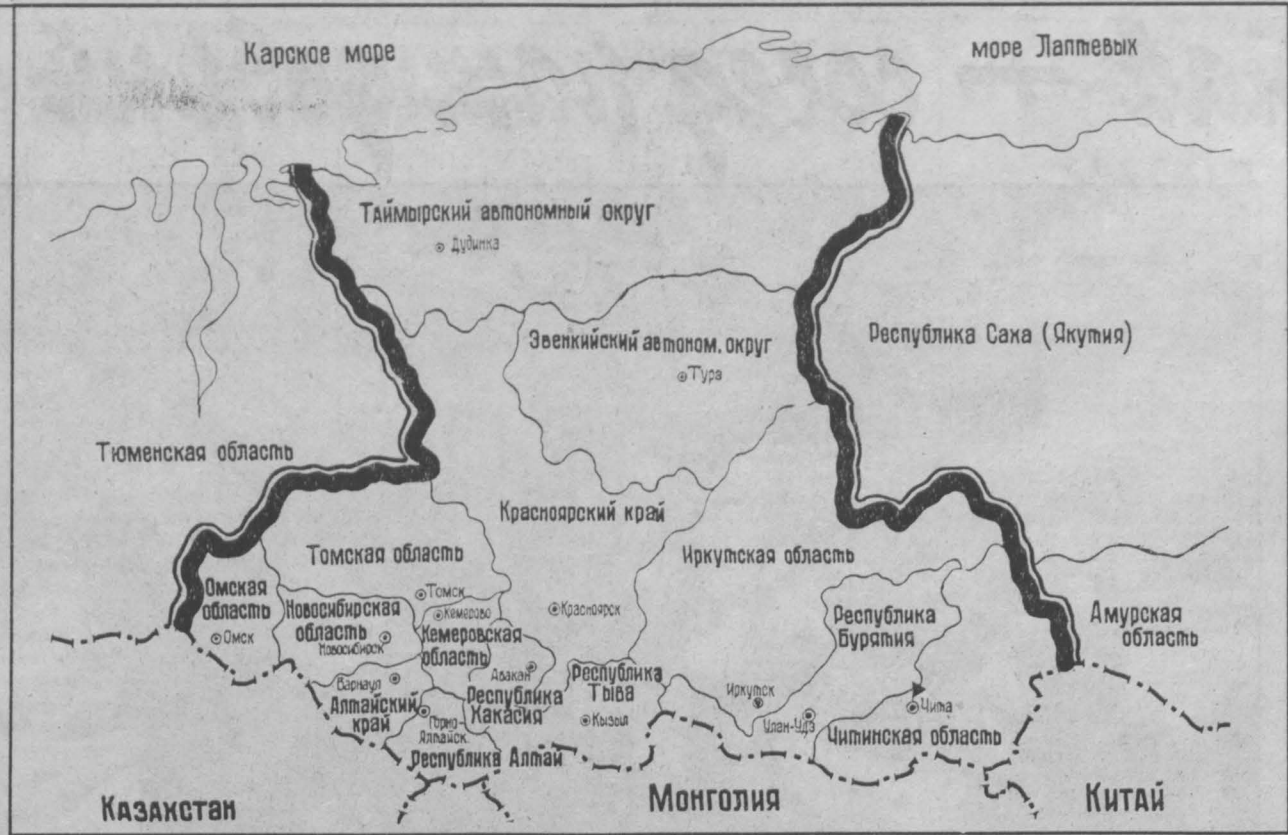 Карское море
море Лаптевых
Таймырский автономный округ
Дудинка
Эвенкийский автоном. округ
Тура
Республика Саха (Якутия)
Тюменская область
Красноярский край
Томская область
Иркутская область
Омская
область
Омск
Новосибирская
область
Новосибирск
Томск
Кемерово
Кемеровская
область
Красноярск
Республика
Бурятия
Амурская
область
Барнаул
Алтайский
край
Горно-
Алтайск
Абакан
Республика
Хакасия
Республика
Тыва
Кызыл
Иркутск
Улан-Удэ
Чита
Читинская область
Республика Алтай
Казахстан
Монголия
Китай